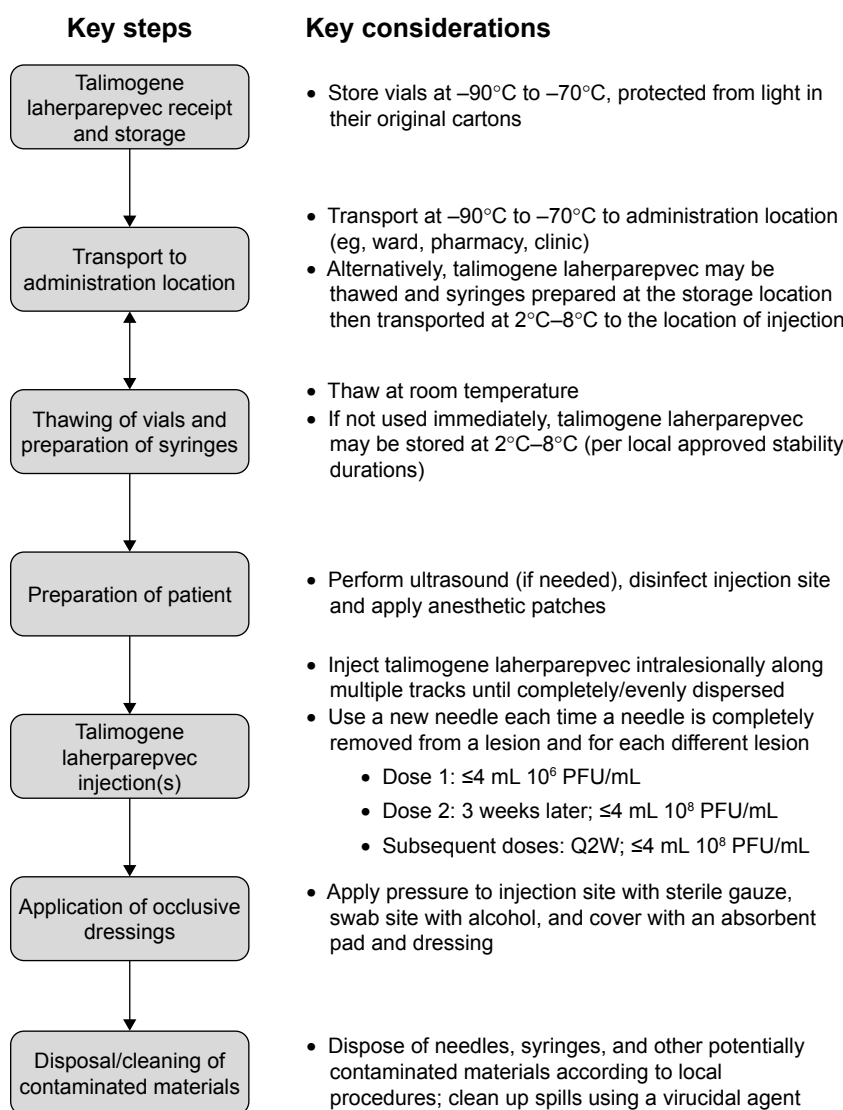 Key steps
Key considerations
Talimogene
laherparepvec receipt
and storage
• Store vials at –90°C to –70°C, protected from light in
their original cartons
Transport to
administration location
• Transport at –90°C to –70°C to administration location
(eg, ward, pharmacy, clinic)
• Alternatively, talimogene laherparepvec may be
thawed and syringes prepared at the storage location
then transported at 2°C–8°C to the location of injection
Thawing of vials and
preparation of syringes
• Thaw at room temperature
• If not used immediately, talimogene laherparepvec
may be stored at 2°C–8°C (per local approved stability
durations)
Preparation of patient
• Perform ultrasound (if needed), disinfect injection site
and apply anesthetic patches
Talimogene
laherparepvec
injection(s)
• Inject talimogene laherparepvec intralesionally along
multiple tracks until completely/evenly dispersed
• Use a new needle each time a needle is completely
removed from a lesion and for each different lesion
• Dose 1: ≤4 mL 10⁶ PFU/mL
• Dose 2: 3 weeks later; ≤4 mL 10⁸ PFU/mL
• Subsequent doses: Q2W; ≤4 mL 10⁸ PFU/mL
Application of occlusive
dressings
• Apply pressure to injection site with sterile gauze,
swab site with alcohol, and cover with an absorbent
pad and dressing
Disposal/cleaning of
contaminated materials
• Dispose of needles, syringes, and other potentially
contaminated materials according to local
procedures; clean up spills using a virucidal agent